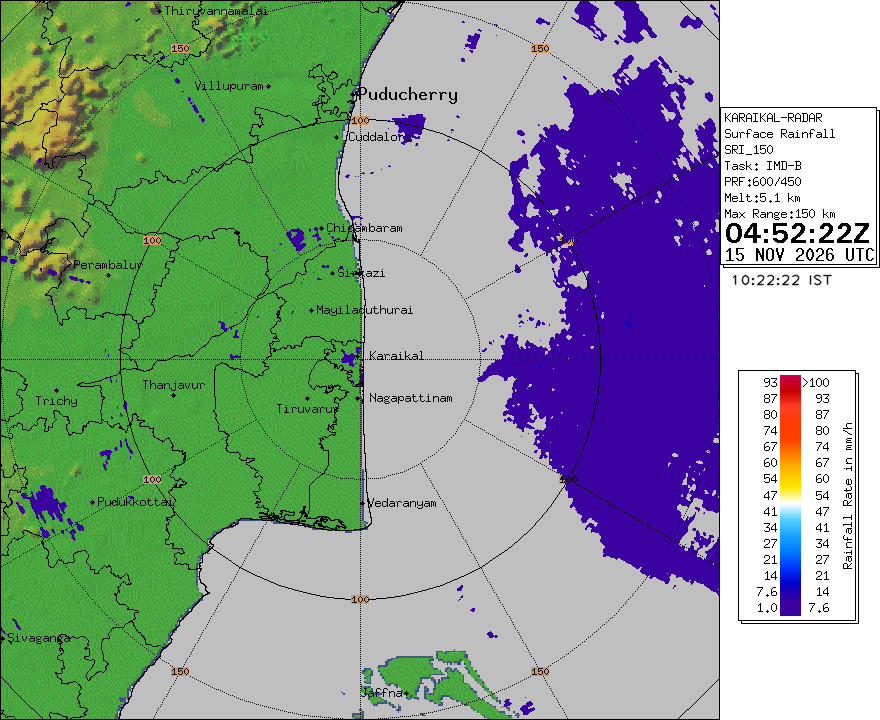 Thiruvannamalai
150
150
Villupuram
Puducherry
100
Cuddalor
Chidambaram
100
Sirkazi
Perambalur
Mayiladuthurai
Karaikal
Thanjavur
Trichy
Tiruvarur
Nagapattinam
100
100
Pudukkottai
Vedaranyam
100
Sivaganga
150
150
Jaffna
KARAIKAL-RADAR
Surface Rainfall
SRI_150
Task: IMD-B
PRF:600/450
Melt:5.1 km
Max Range:150 km
04:52:22Z
15 NOV 2026 UTC
10:22:22 IST
93 >100
87 93
80 87
74 80
67 74
60 67
54 60
47 54
41 47
34 41
27 34
21 27
14 21
7.6 14
1.0 7.6
Rainfall Rate in mm/h